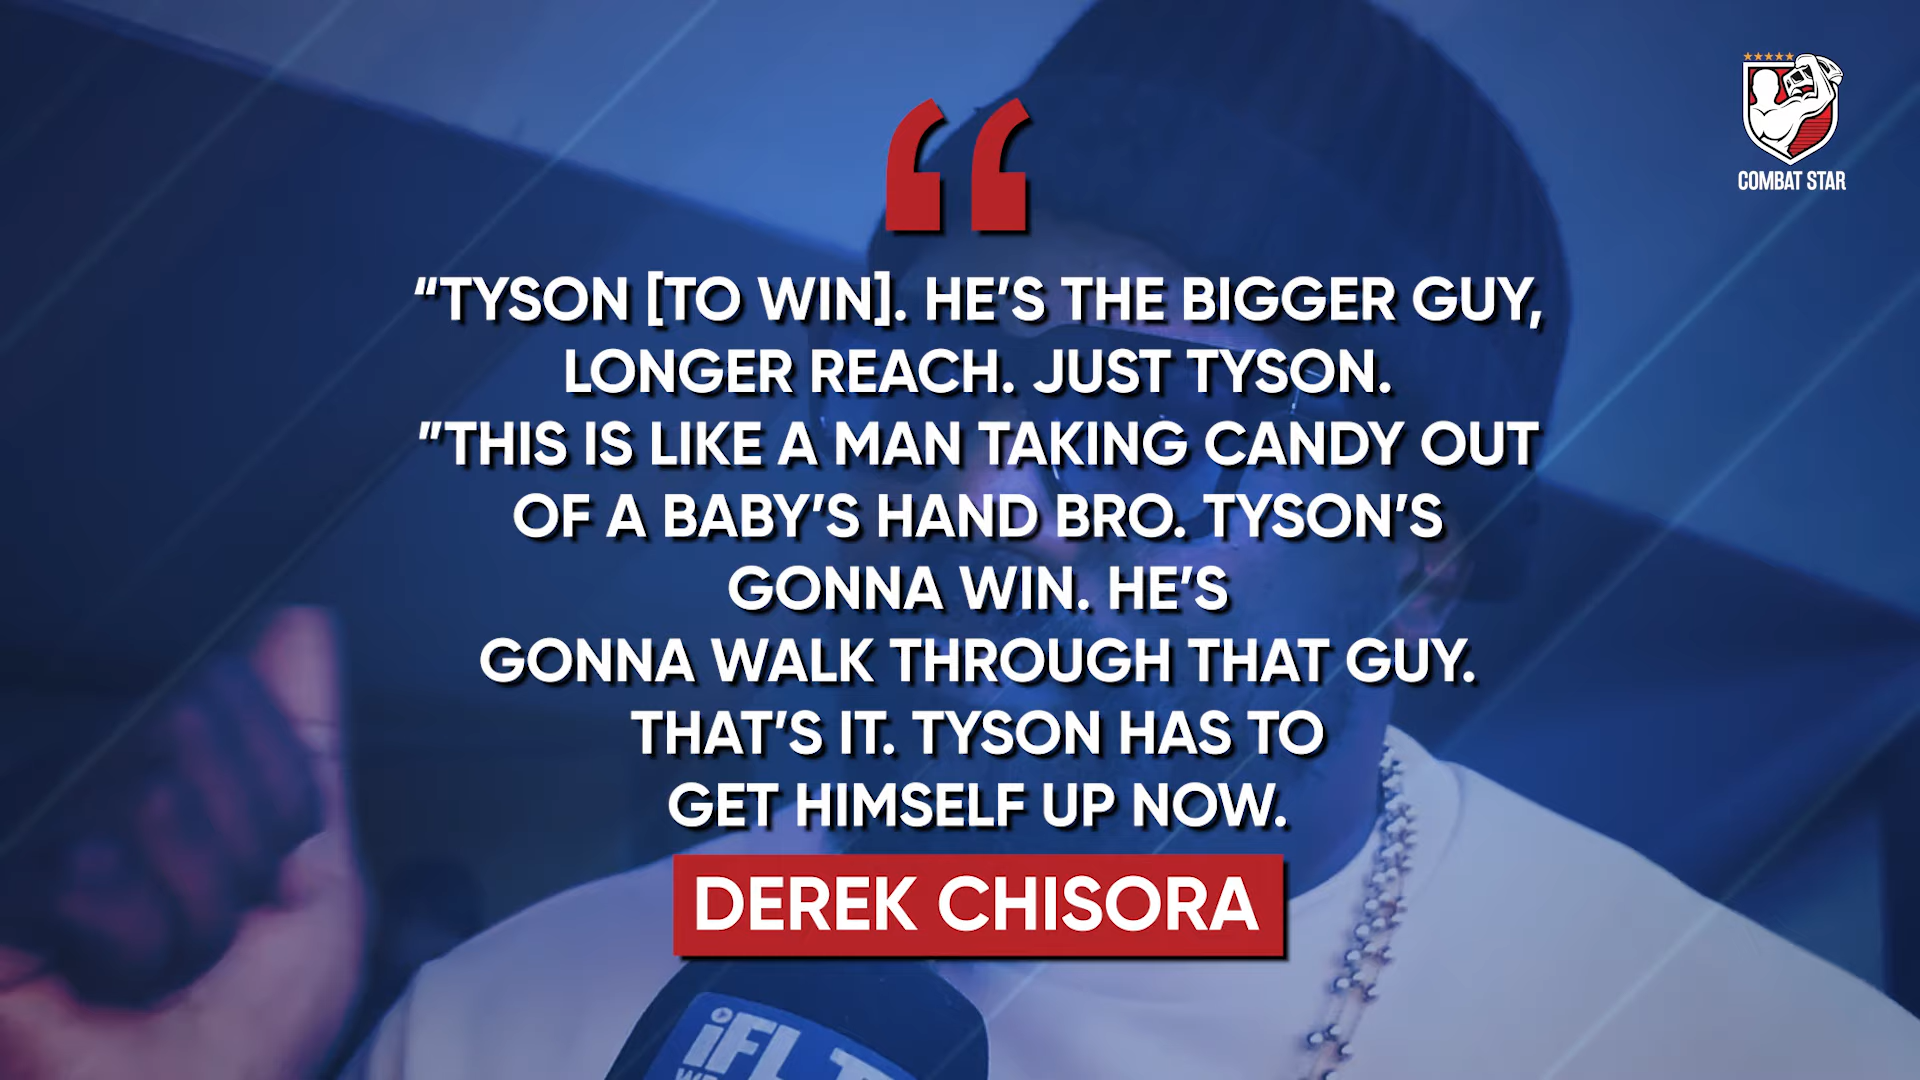 COMBAT STAR
“TYSON [TO WIN]. HE’S THE BIGGER GUY,
LONGER REACH. JUST TYSON.
”THIS IS LIKE A MAN TAKING CANDY OUT
OF A BABY’S HAND BRO. TYSON’S
GONNA WIN. HE’S
GONNA WALK THROUGH THAT GUY.
THAT’S IT. TYSON HAS TO
GET HIMSELF UP NOW.
DEREK CHISORA
iFL T